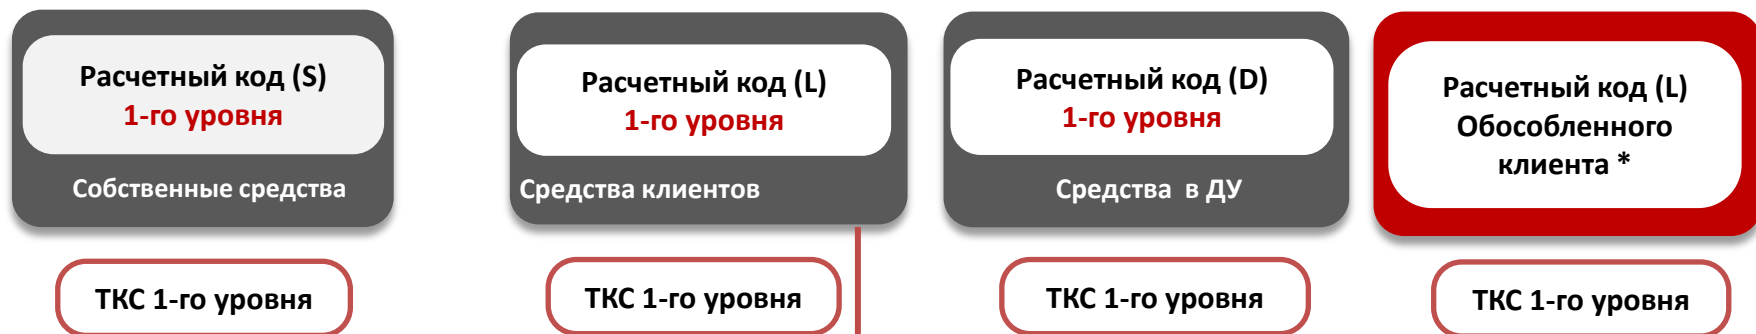 Расчетный код (S)
1-го уровня
Собственные средства
ТКС 1-го уровня
Расчетный код (L)
1-го уровня
Средства клиентов
ТКС 1-го уровня
Расчетный код (D)
1-го уровня
Средства в ДУ
ТКС 1-го уровня
Расчетный код (L)
Обособленного
клиента *
ТКС 1-го уровня